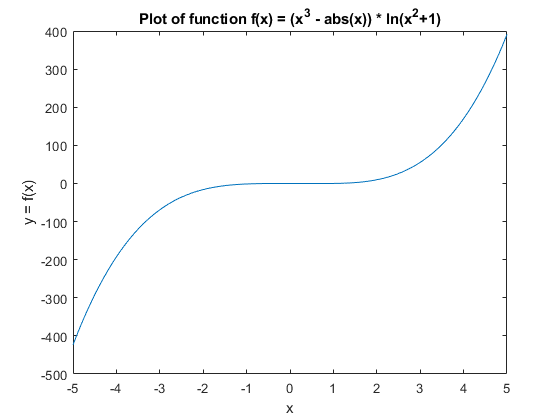 Plot of function f(x) = (x³ - abs(x)) * ln(x²+1)
400
300
200
100
0
-100
-200
-300
-400
-500
y = f(x)
-5 -4 -3 -2 -1 0 1 2 3 4 5
x